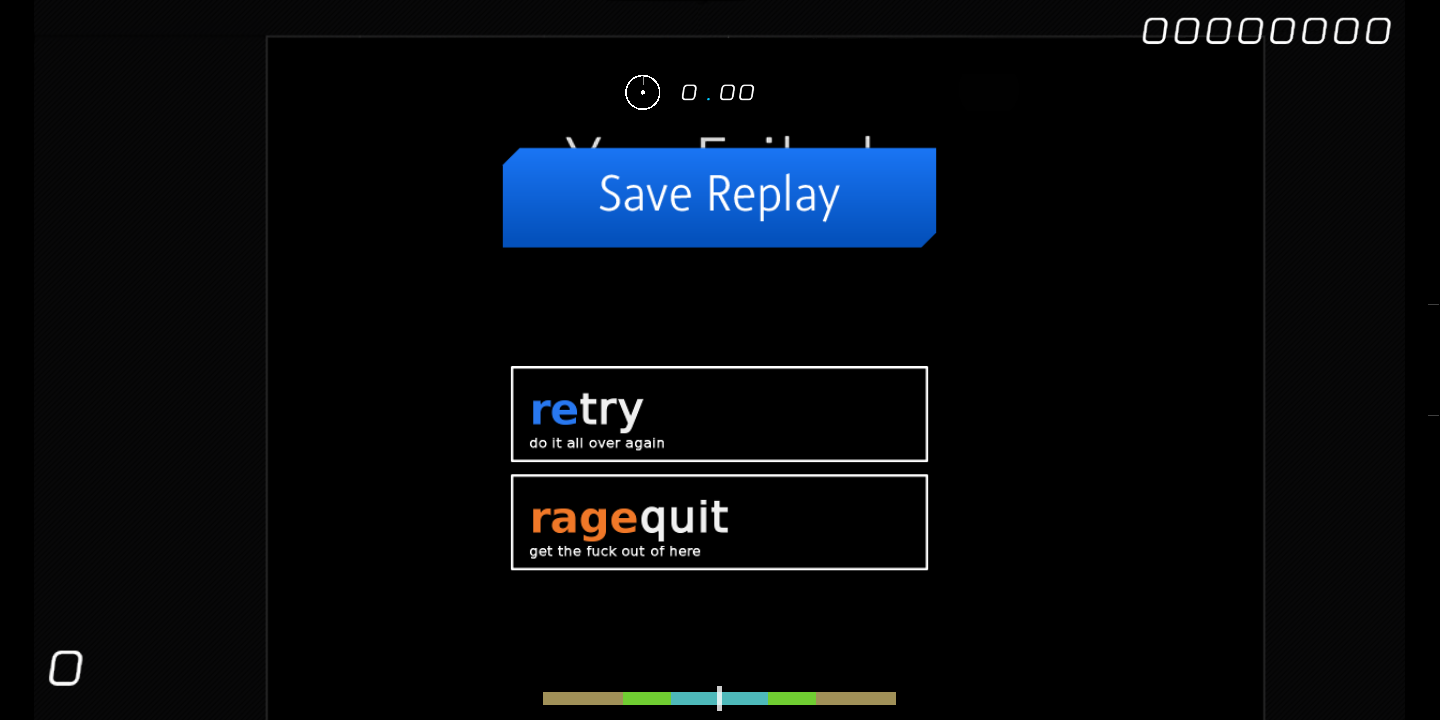 00000000
0.00
Save Replay
retry
do it all over again
ragequit
get the fuck out of here
0